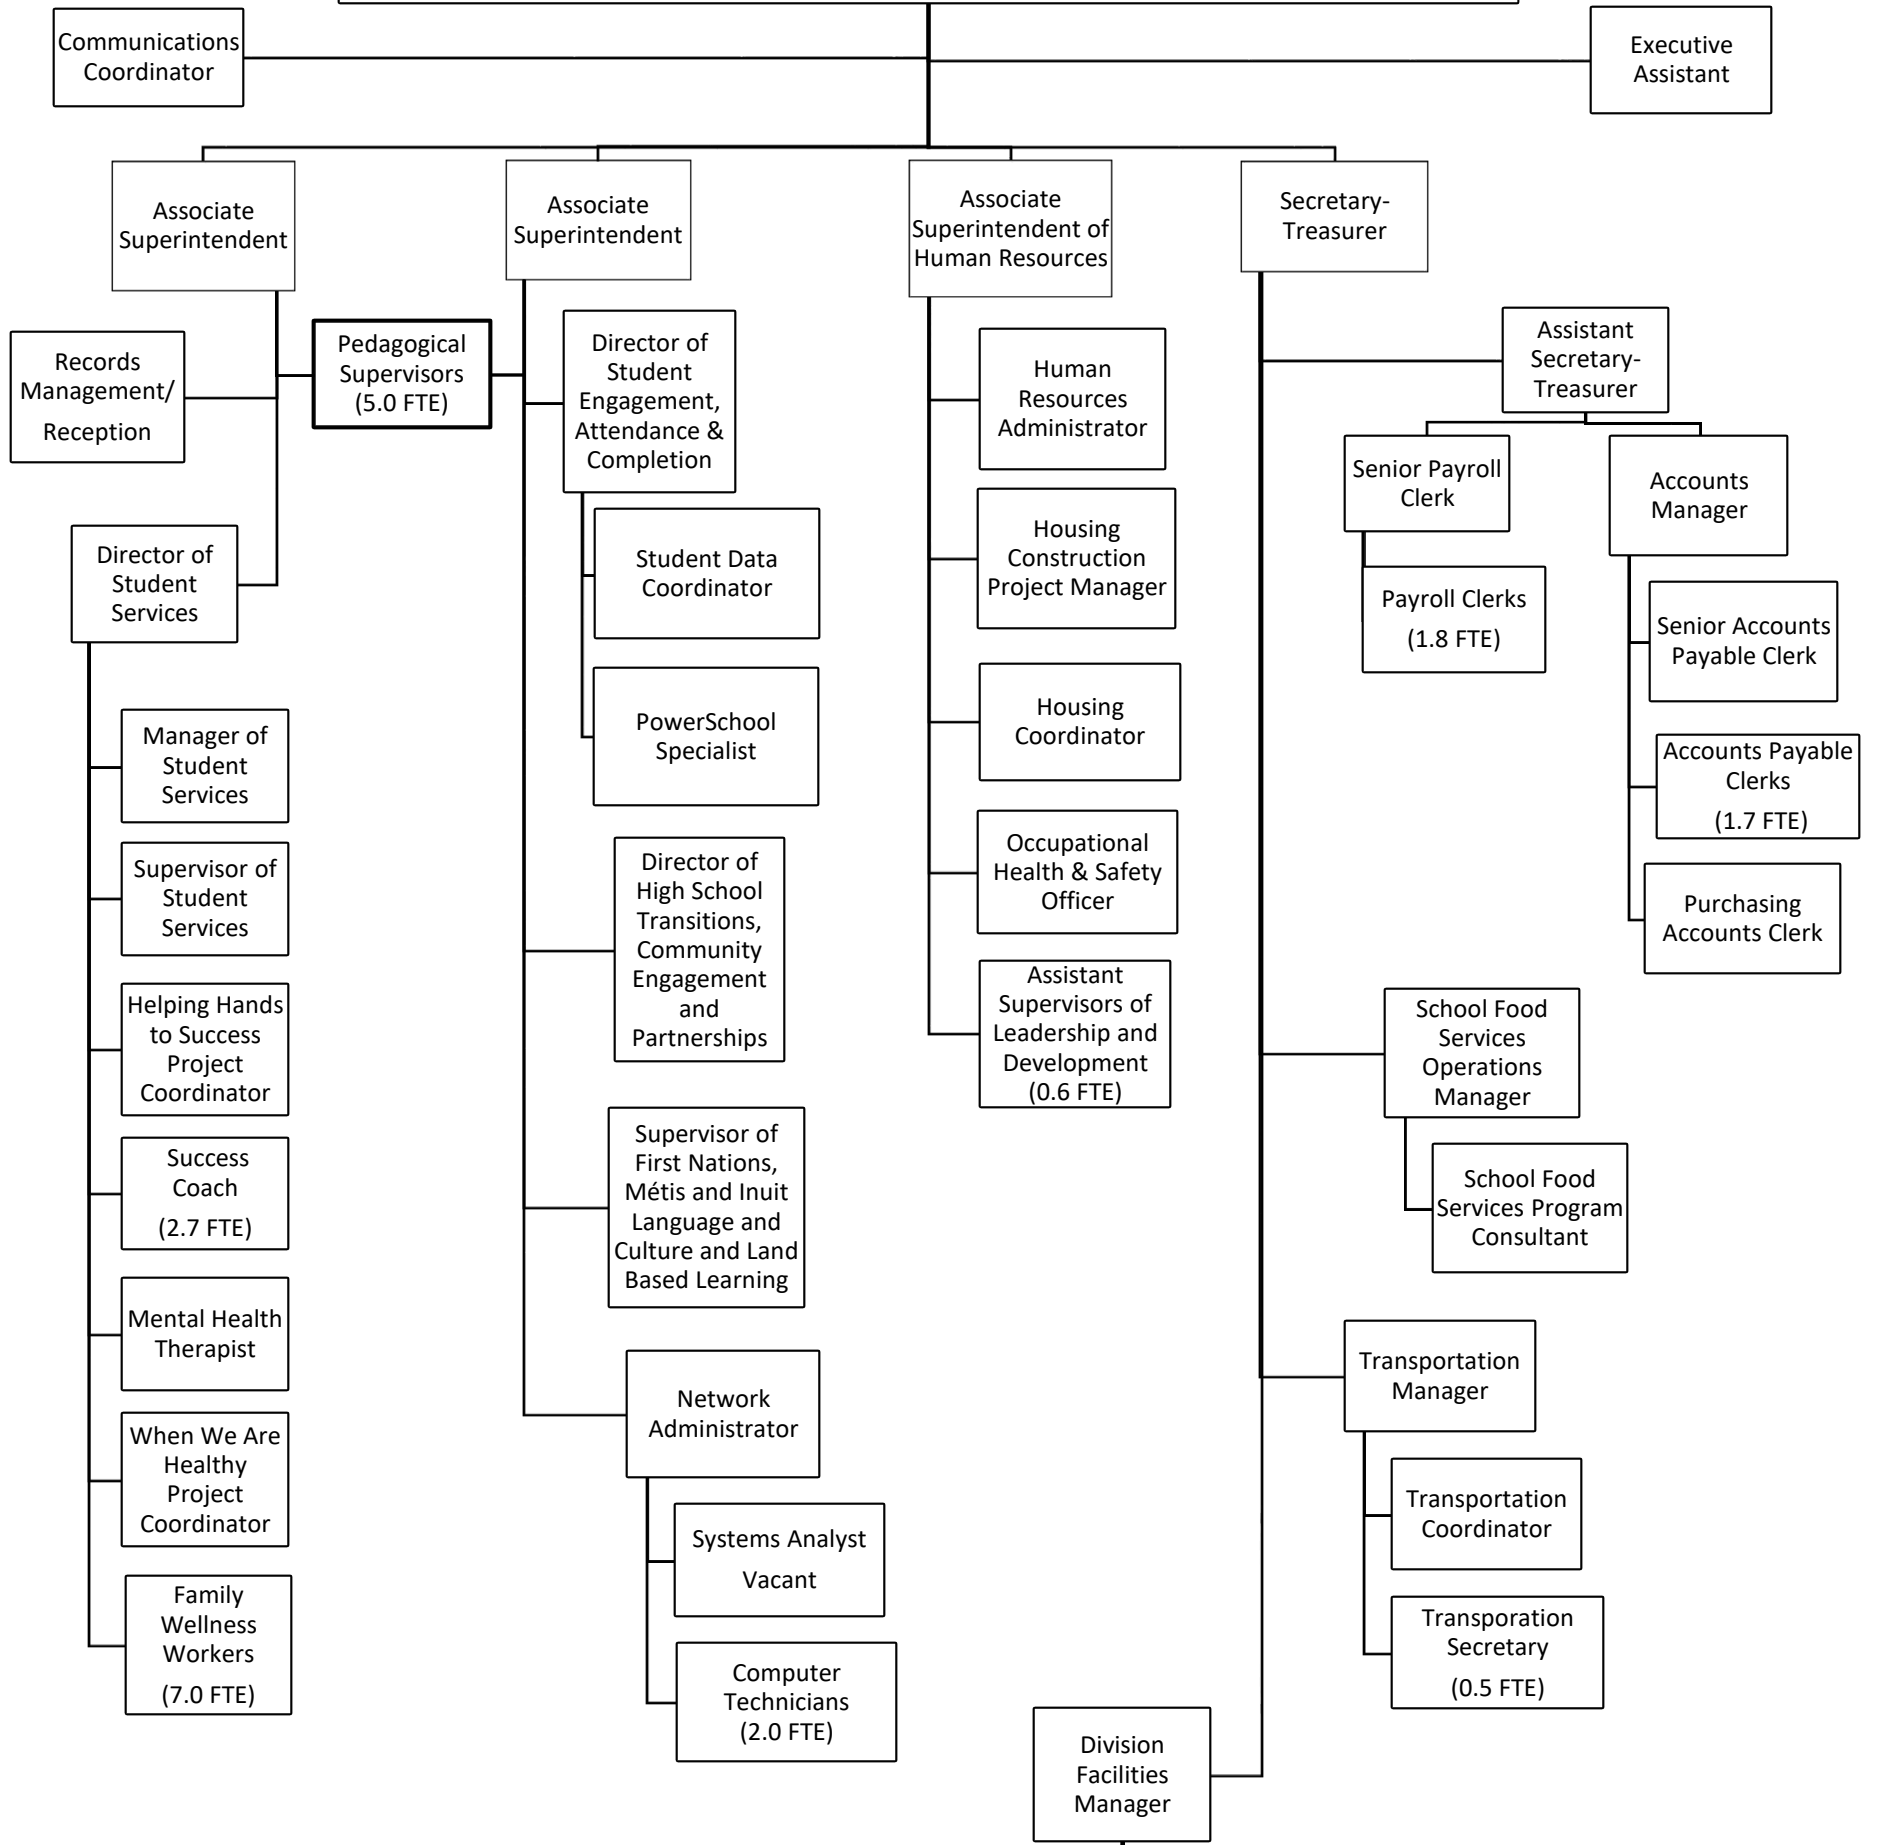 Communications
Coordinator
Executive
Assistant
Associate
Superintendent
Associate
Superintendent
Associate
Superintendent of
Human Resources
Secretary-
Treasurer
Records
Management/
Reception
Pedagogical
Supervisors
(5.0 FTE)
Director of
Student
Services
Manager of
Student
Services
Supervisor of
Student
Services
Helping Hands
to Success
Project
Coordinator
Success
Coach
(2.7 FTE)
Mental Health
Therapist
When We Are
Healthy
Project
Coordinator
Family
Wellness
Workers
(7.0 FTE)
Director of
Student
Engagement,
Attendance &
Completion
Student Data
Coordinator
PowerSchool
Specialist
Director of
High School
Transitions,
Community
Engagement
and
Partnerships
Supervisor of
First Nations,
Métis and Inuit
Language and
Culture and Land
Based Learning
Network
Administrator
Systems Analyst
Vacant
Computer
Technicians
(2.0 FTE)
Human
Resources
Administrator
Housing
Construction
Project Manager
Housing
Coordinator
Occupational
Health & Safety
Officer
Assistant
Supervisors of
Leadership and
Development
(0.6 FTE)
Assistant
Secretary-
Treasurer
Senior Payroll
Clerk
Payroll Clerks
(1.8 FTE)
Accounts
Manager
Senior Accounts
Payable Clerk
Accounts Payable
Clerks
(1.7 FTE)
Purchasing
Accounts Clerk
School Food
Services
Operations
Manager
School Food
Services Program
Consultant
Transportation
Manager
Transportation
Coordinator
Transporation
Secretary
(0.5 FTE)
Division
Facilities
Manager